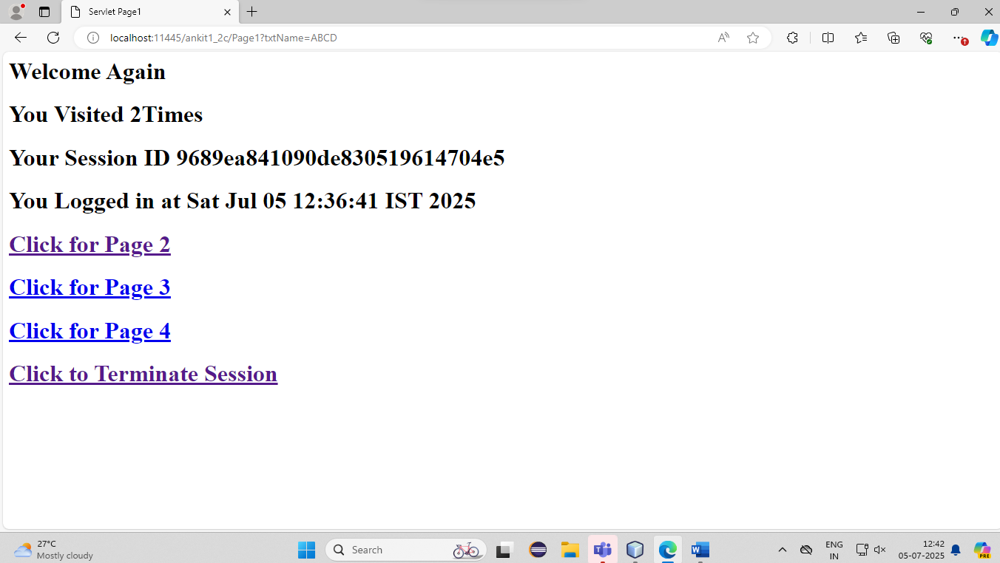 Servlet Page1
localhost:11445/ankit1_2c/Page1?txtName=ABCD
Welcome Again
You Visited 2Times
Your Session ID 9689ea841090de830519614704e5
You Logged in at Sat Jul 05 12:36:41 IST 2025
Click for Page 2
Click for Page 3
Click for Page 4
Click to Terminate Session
27°C
Mostly cloudy
Search
ENG
IN
12:42
05-07-2025
PRE